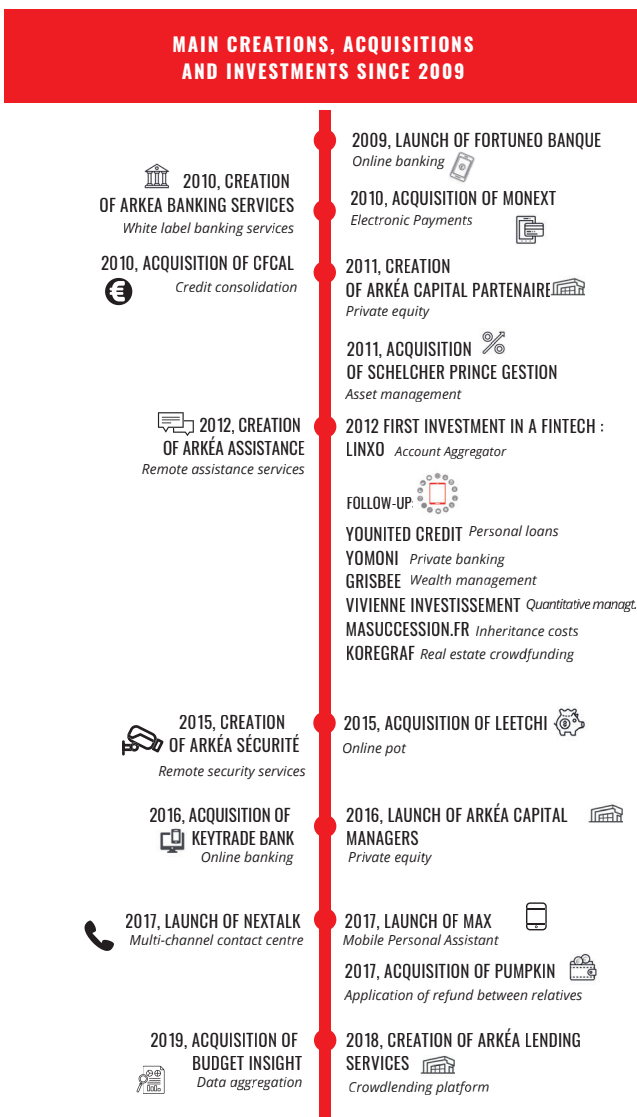 MAIN CREATIONS, ACQUISITIONS
AND INVESTMENTS SINCE 2009
2009, LAUNCH OF FORTUNEO BANQUE
Online banking
2010, CREATION
OF ARKEA BANKING SERVICES
White label banking services
2010, ACQUISITION OF MONEXT
Electronic Payments
2010, ACQUISITION OF CFCAL
Credit consolidation
2011, CREATION
OF ARKÉA CAPITAL PARTENAIRE
Private equity
2011, ACQUISITION
OF SCHELCHER PRINCE GESTION
Asset management
2012, CREATION
OF ARKÉA ASSISTANCE
Remote assistance services
2012 FIRST INVESTMENT IN A FINTECH :
LINXO Account Aggregator
FOLLOW-UP:
YOUNITED CREDIT Personal loans
YOMONI Private banking
GRISBEE Wealth management
VIVIENNE INVESTISSEMENT Quantitative managt.
MASUCCESSION.FR Inheritance costs
KOREGRAF Real estate crowdfunding
2015, CREATION
OF ARKÉA SÉCURITÉ
Remote security services
2015, ACQUISITION OF LEETCHI
Online pot
2016, ACQUISITION OF
KEYTRADE BANK
Online banking
2016, LAUNCH OF ARKÉA CAPITAL
MANAGERS
Private equity
2017, LAUNCH OF NEXTALK
Multi-channel contact centre
2017, LAUNCH OF MAX
Mobile Personal Assistant
2017, ACQUISITION OF PUMPKIN
Application of refund between relatives
2019, ACQUISITION OF
BUDGET INSIGHT
Data aggregation
2018, CREATION OF ARKÉA LENDING
SERVICES
Crowdlending platform